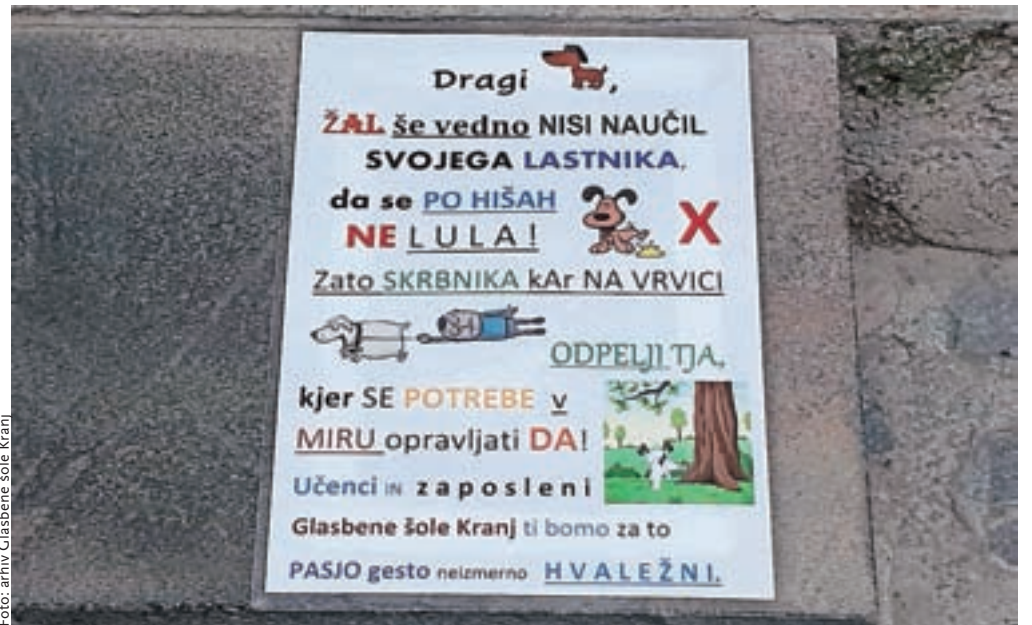 Dragi ,
ŽAL še vedno NISI NAUČIL
SVOJEGA LASTNIKA,
da se PO HIŠAH
NE LULA!
X
Zato SKRBNIKA kAr NA VRVICI
ODPELJI TJA,
kjer SE POTREBE v
MIRU opravljati DA!
Učenci IN zaposleni
Glasbene šole Kranj ti bomo za to
PASJO gesto neizmerno HVALEŽNI.
Foto: arhiv Glasbene šole Kranj